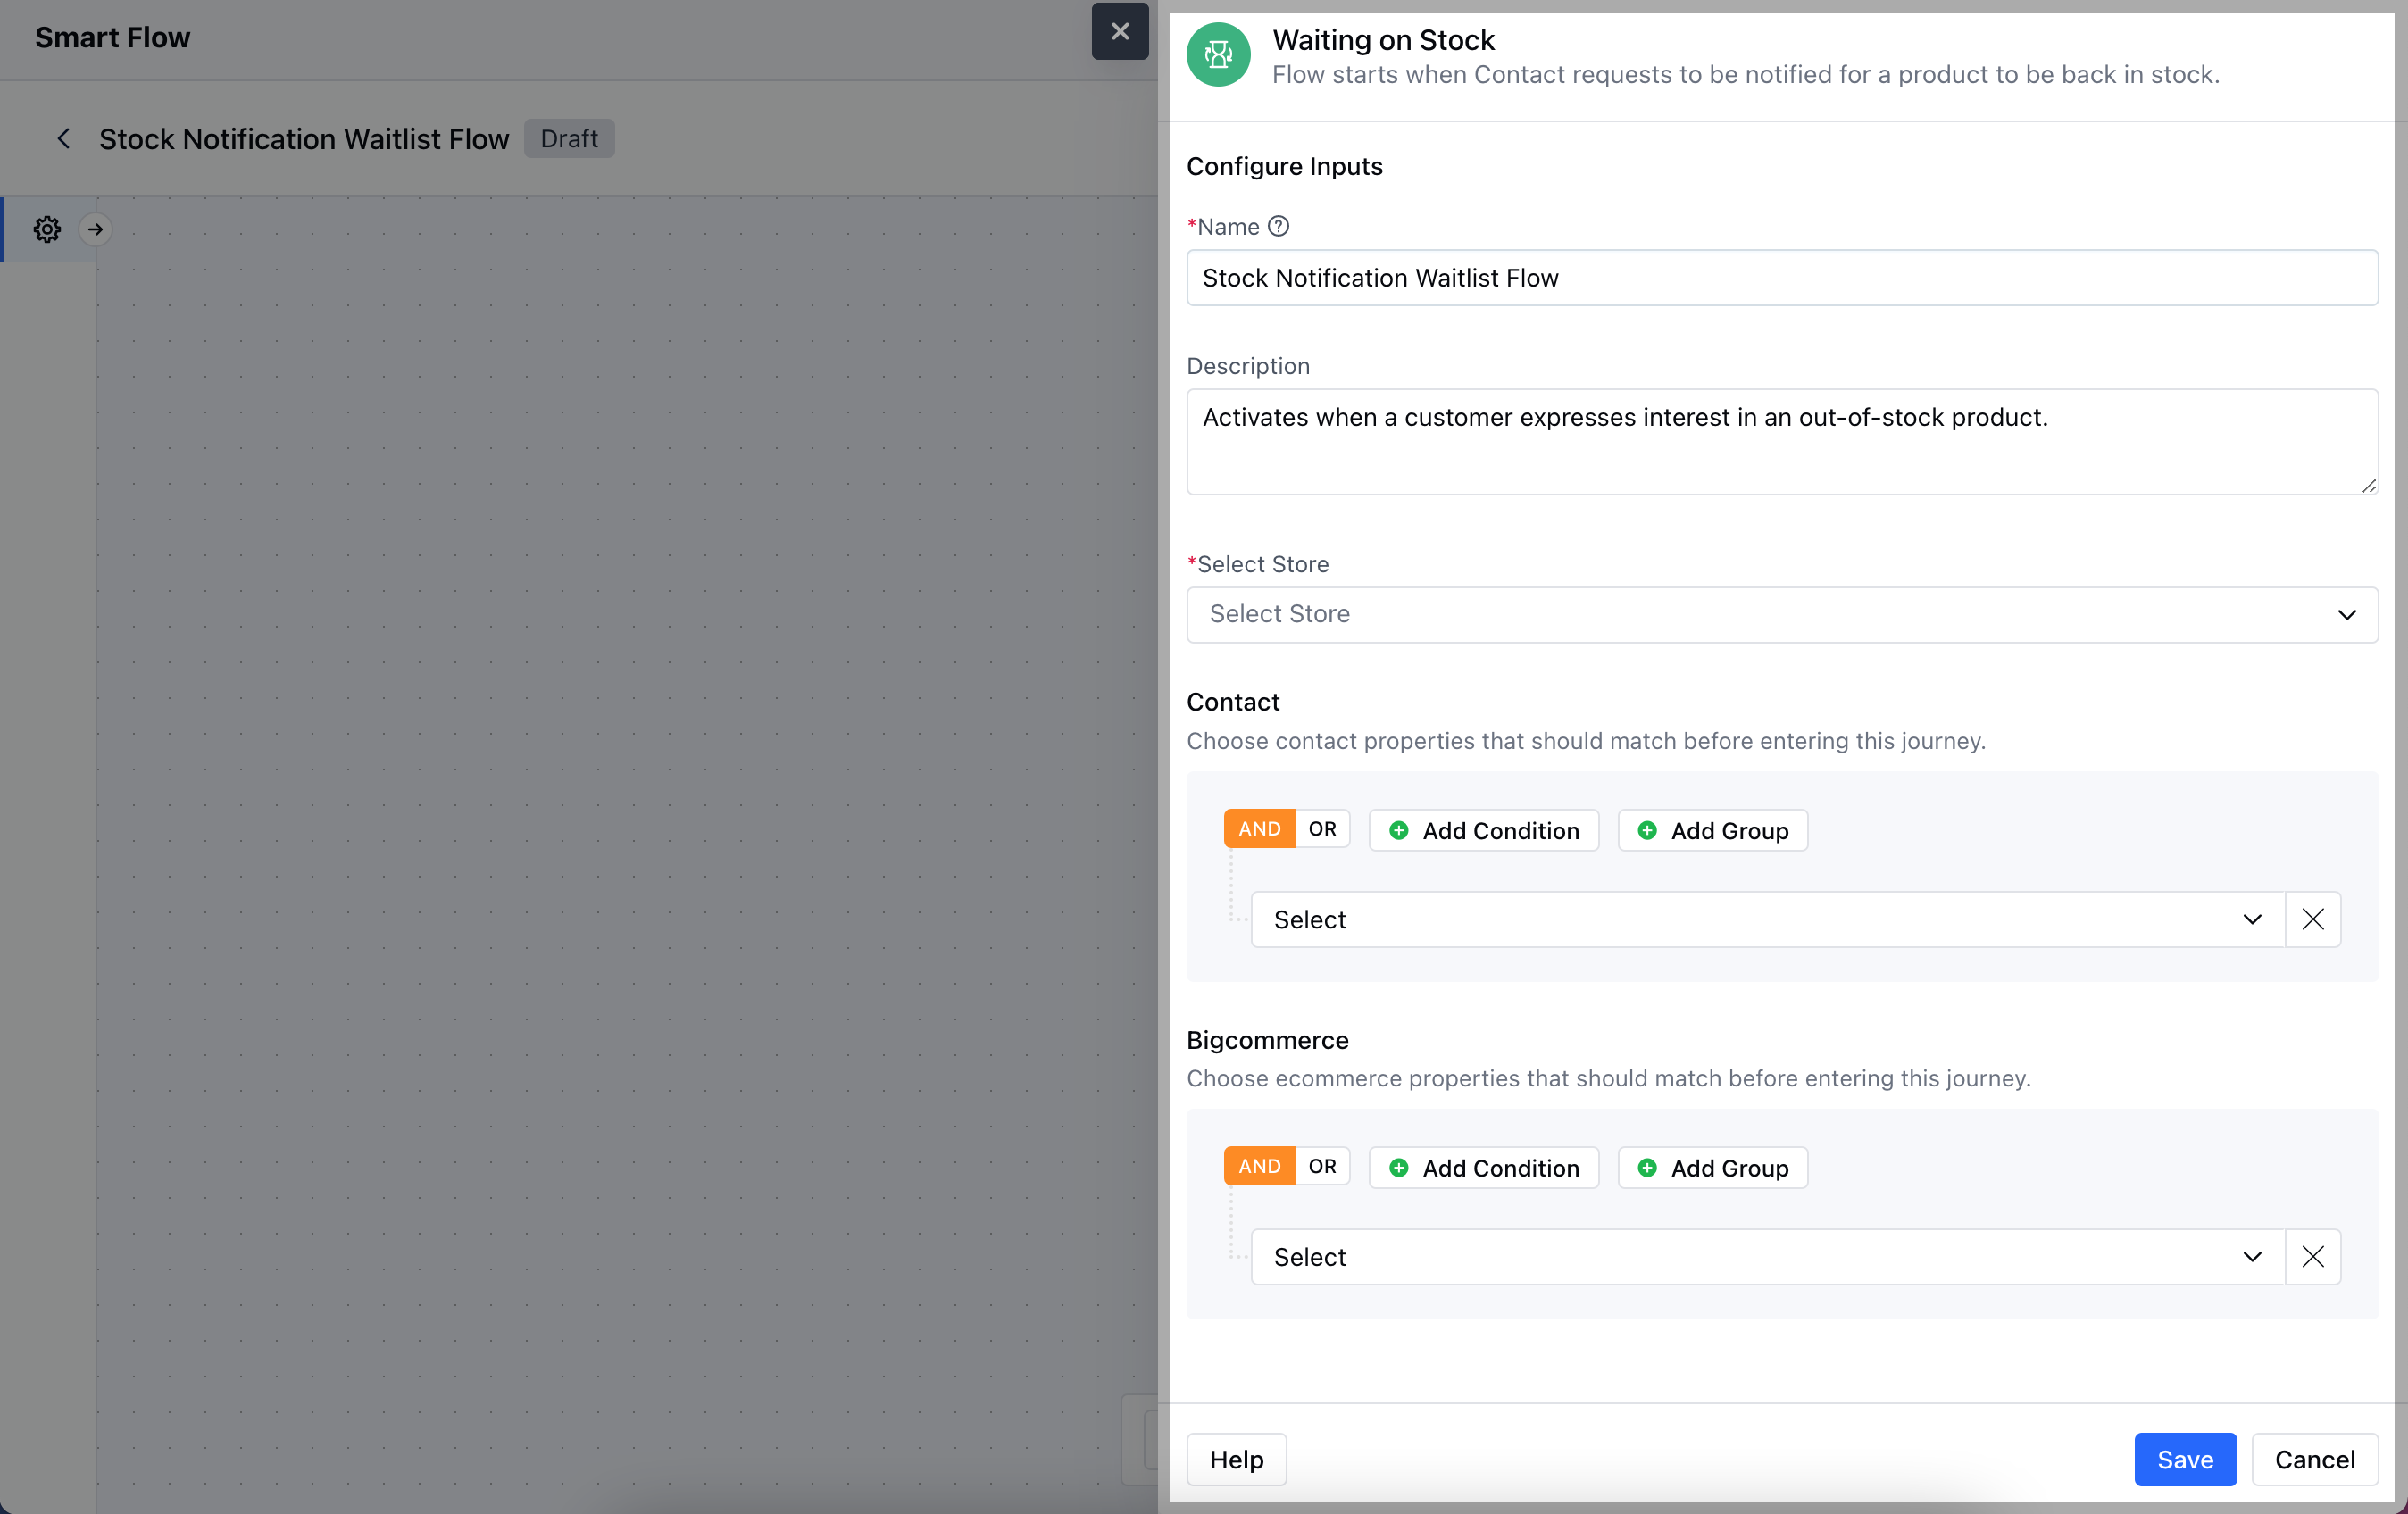 Smart Flow
Stock Notification Waitlist Flow
Draft
Waiting on Stock
Flow starts when Contact requests to be notified for a product to be back in stock.
Configure Inputs
*Name
Stock Notification Waitlist Flow
Description
Activates when a customer expresses interest in an out-of-stock product.
*Select Store
Select Store
Contact
Choose contact properties that should match before entering this journey.
AND OR Add Condition Add Group
Select
Bigcommerce
Choose ecommerce properties that should match before entering this journey.
AND OR Add Condition Add Group
Select
Help Save Cancel